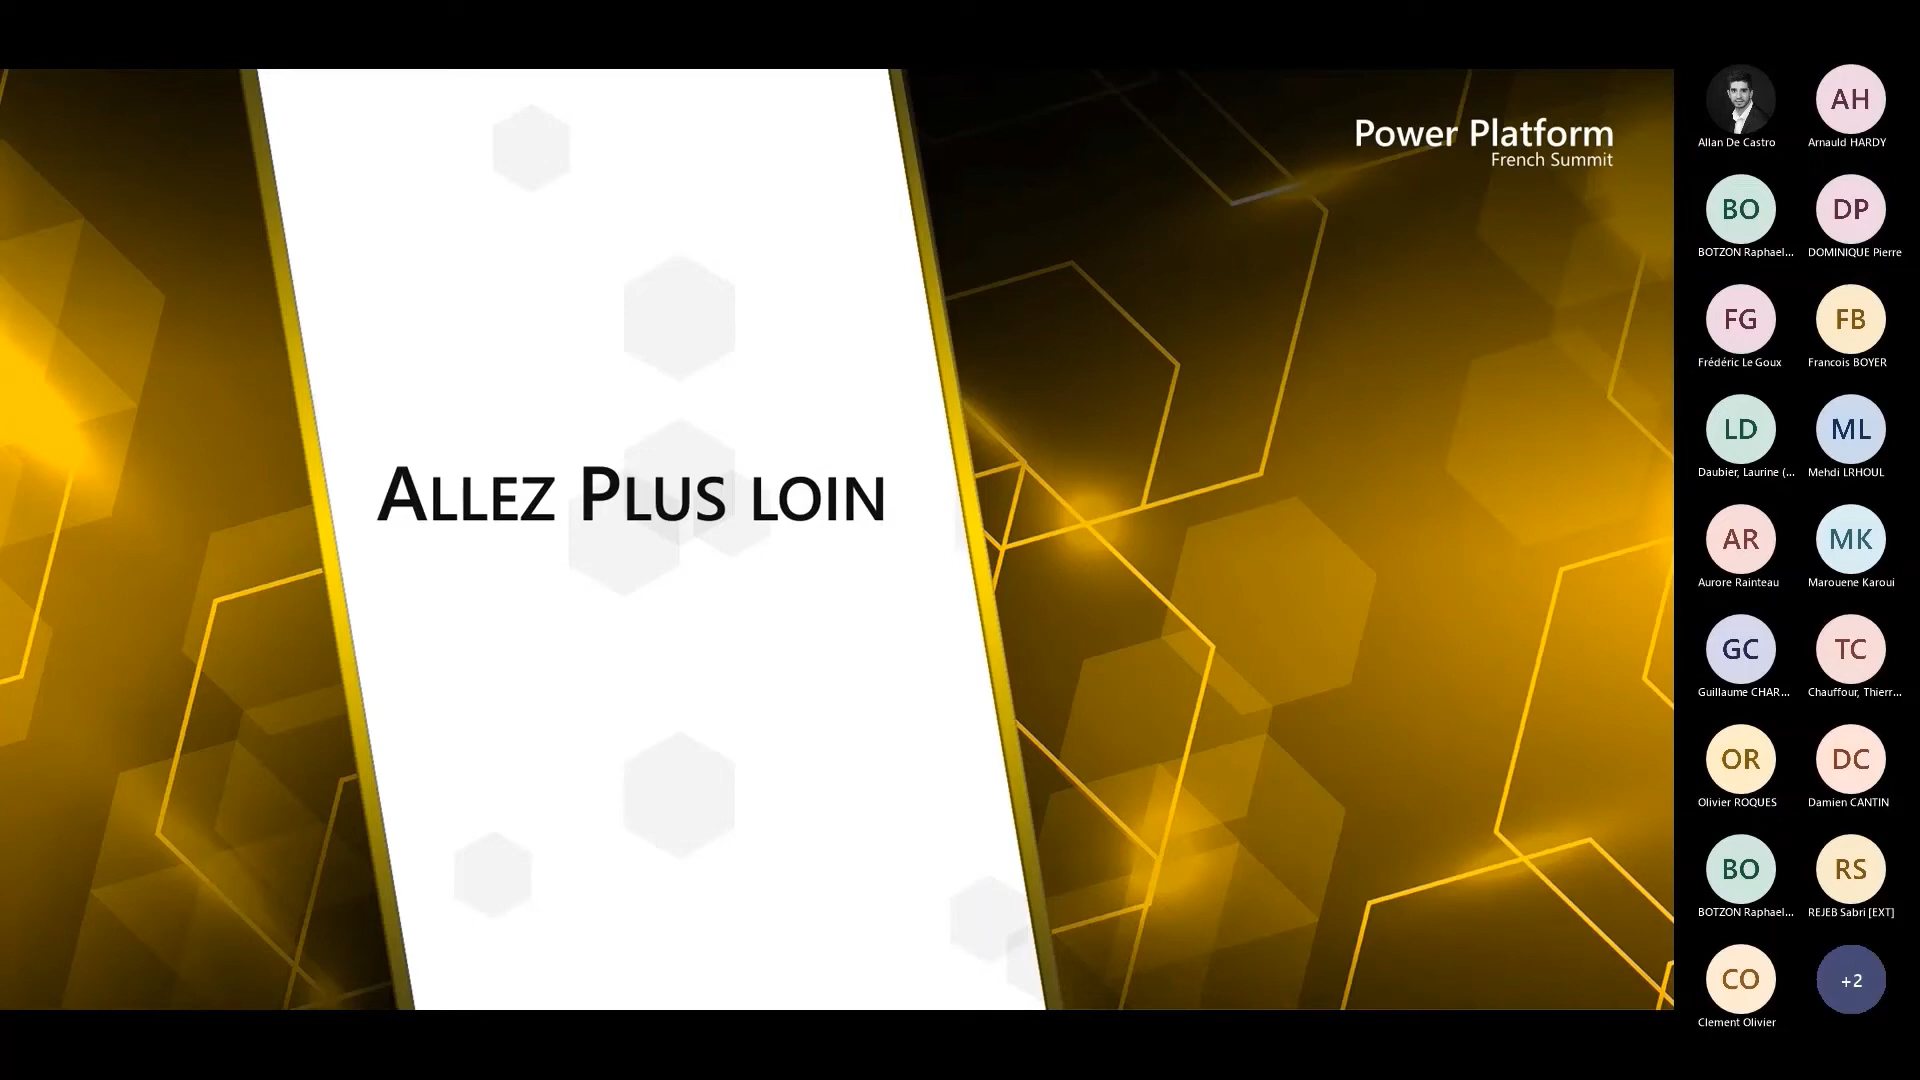 Power Platform
French Summit
ALLEZ PLUS LOIN
Allan De Castro
AH
Arnauld HARDY
BO
BOTZON Raphael...
DP
DOMINIQUE Pierre
FG
Frédéric Le Goux
FB
Francois BOYER
LD
Daubier, Laurine (...
ML
Mehdi LRHOUL
AR
Aurore Rainteau
MK
Marouene Karoui
GC
Guillaume CHAR...
TC
Chauffour, Thierr...
OR
Olivier ROQUES
DC
Damien CANTIN
BO
BOTZON Raphael...
RS
REJEB Sabri [EXT]
CO
Clement Olivier
+2